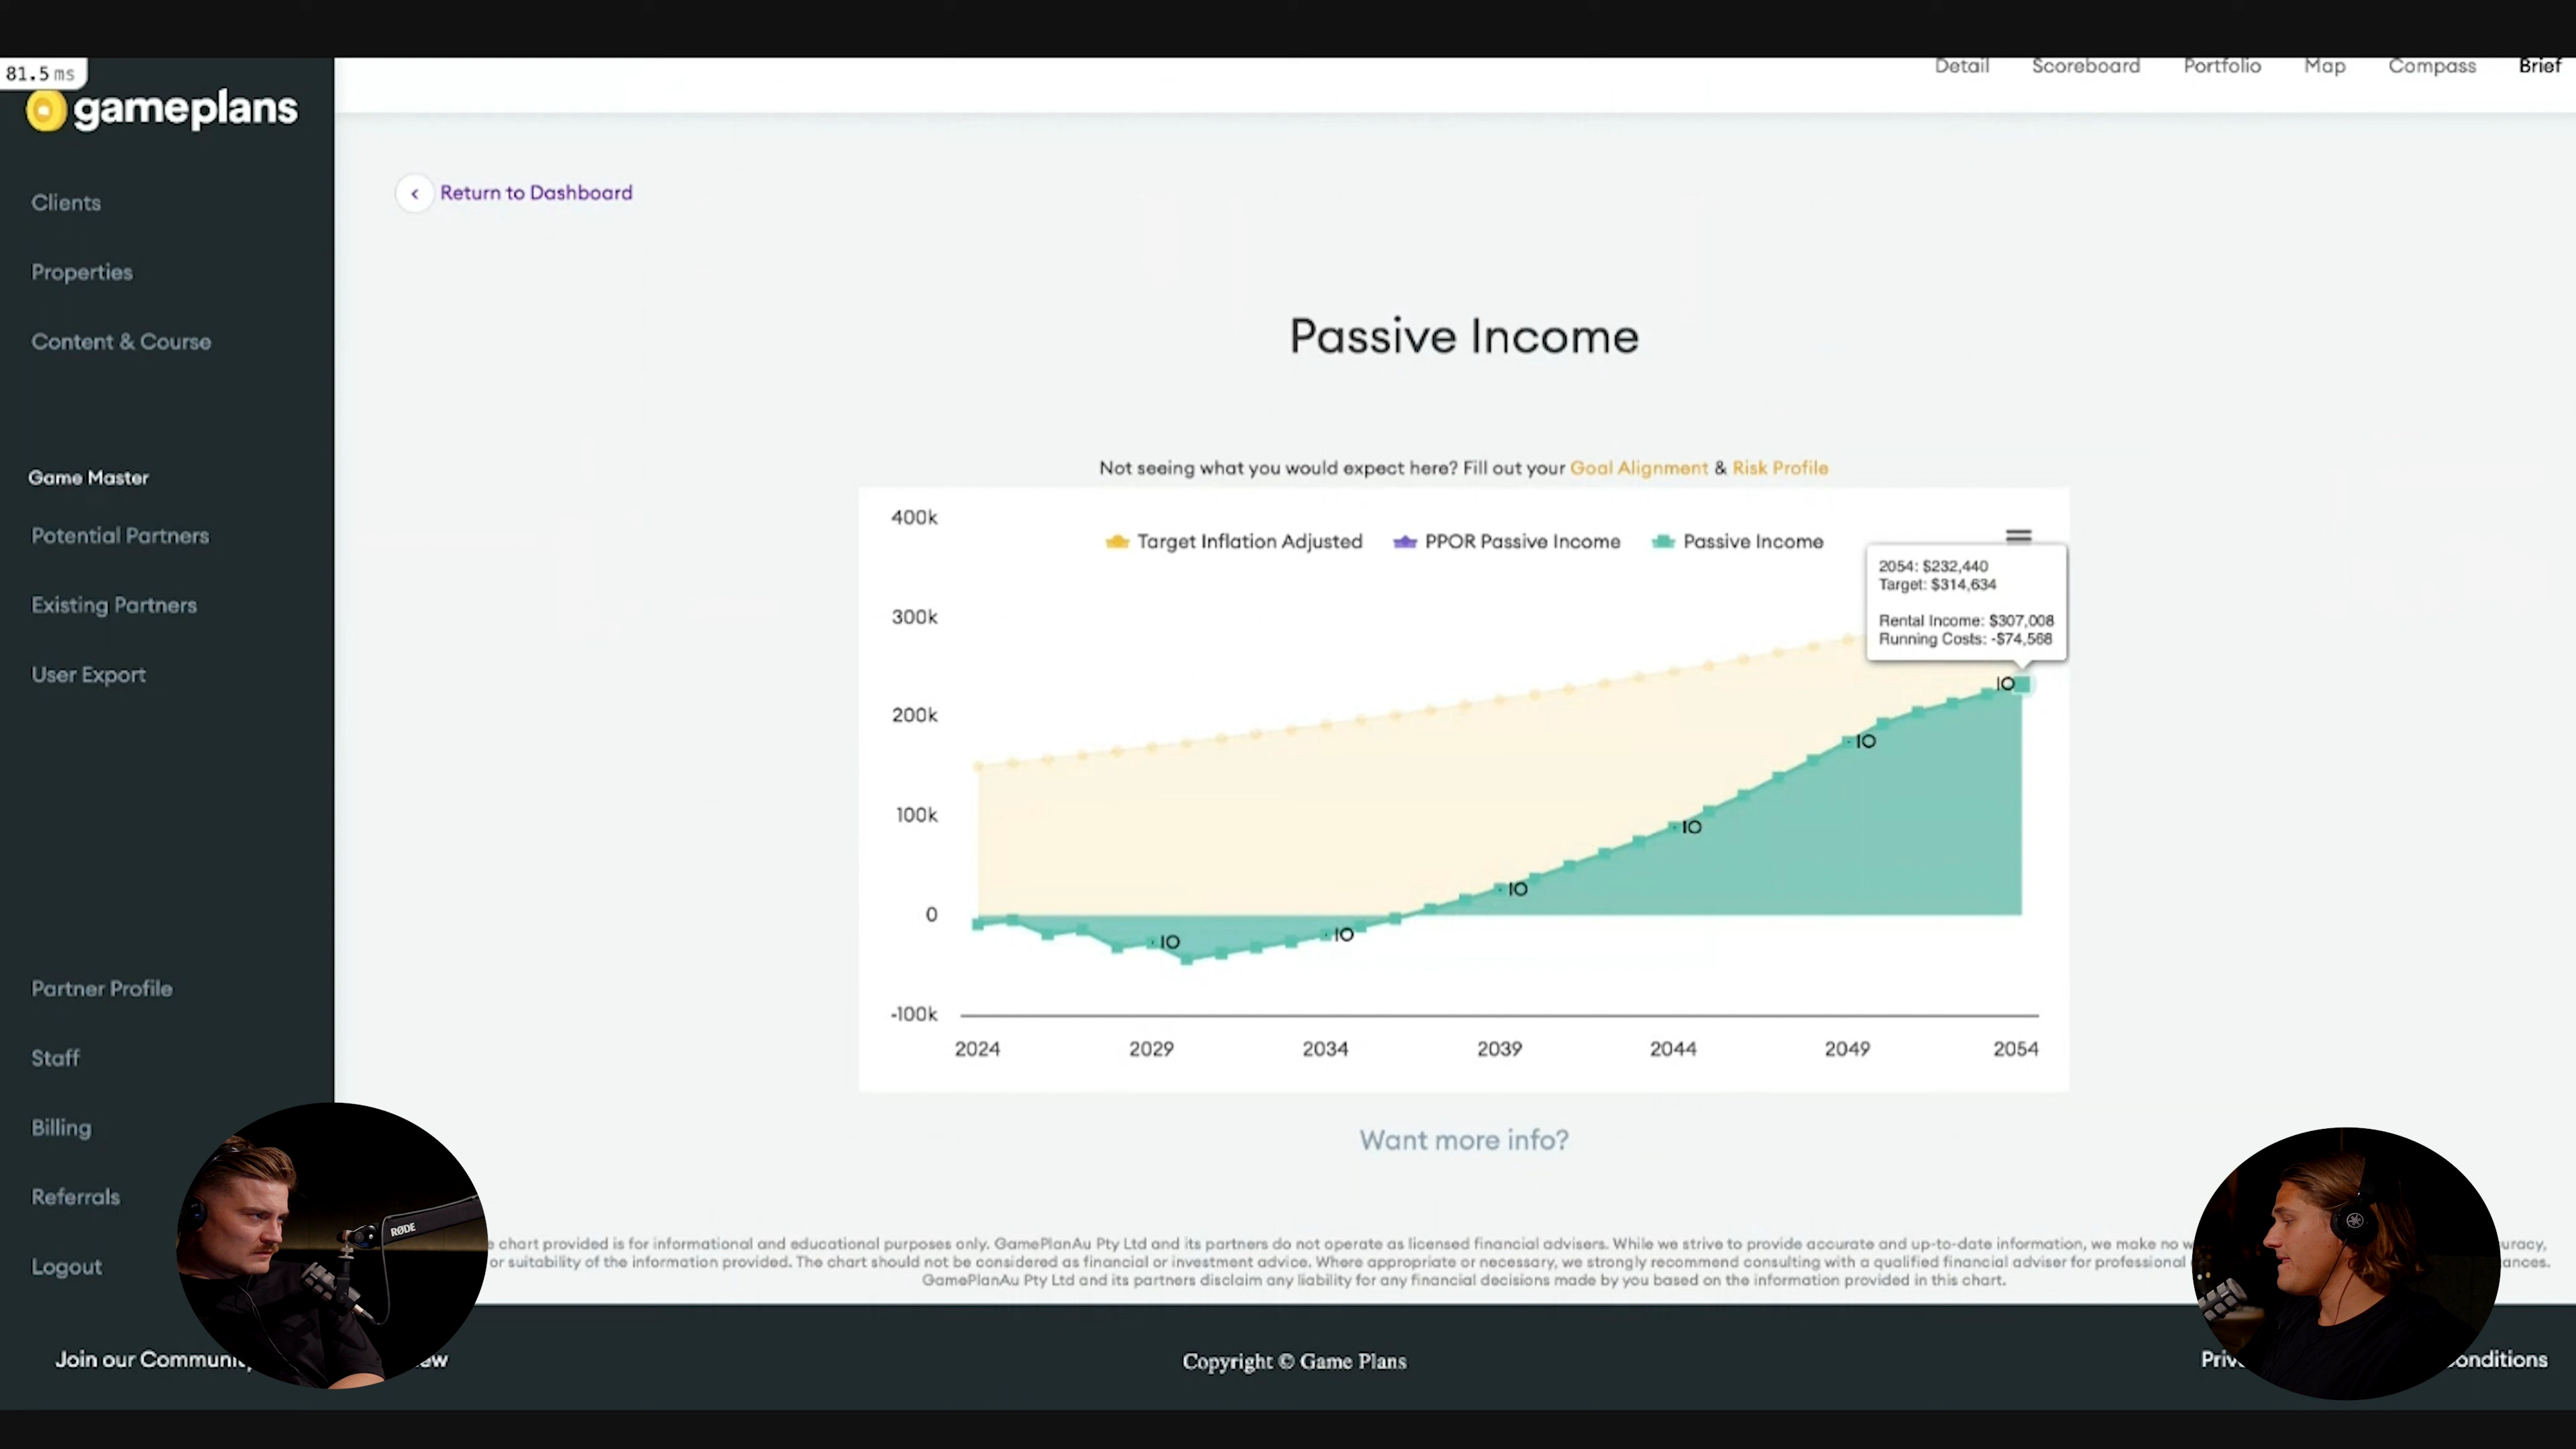 81.5 ms
gameplans
Detail Scoreboard Portfolio Map Compass Brief
Clients
Properties
Content & Course
Game Master
Potential Partners
Existing Partners
User Export
Partner Profile
Staff
Billing
Referrals
Logout
Return to Dashboard
Passive Income
Not seeing what you would expect here? Fill out your Goal Alignment & Risk Profile
400k
300k
200k
100k
0
-100k
Target Inflation Adjusted PPOR Passive Income Passive Income
2054: $232,440
Target: $314,634
Rental Income: $307,008
Running Costs: -$74,568
IO
IO
IO
IO
IO
IO
2024 2029 2034 2039 2044 2049 2054
Want more info?
chart provided is for informational and educational purposes only. GamePlanAu Pty Ltd and its partners do not operate as licensed financial advisers. While we strive to provide accurate and up-to-date information, we make no
or suitability of the information provided. The chart should not be considered as financial or investment advice. Where appropriate or necessary, we strongly recommend consulting with a qualified financial adviser for professional
GamePlanAu Pty Ltd and its partners disclaim any liability for any financial decisions made by you based on the information provided in this chart.
RØDE
Join our
Copyright © Game Plans